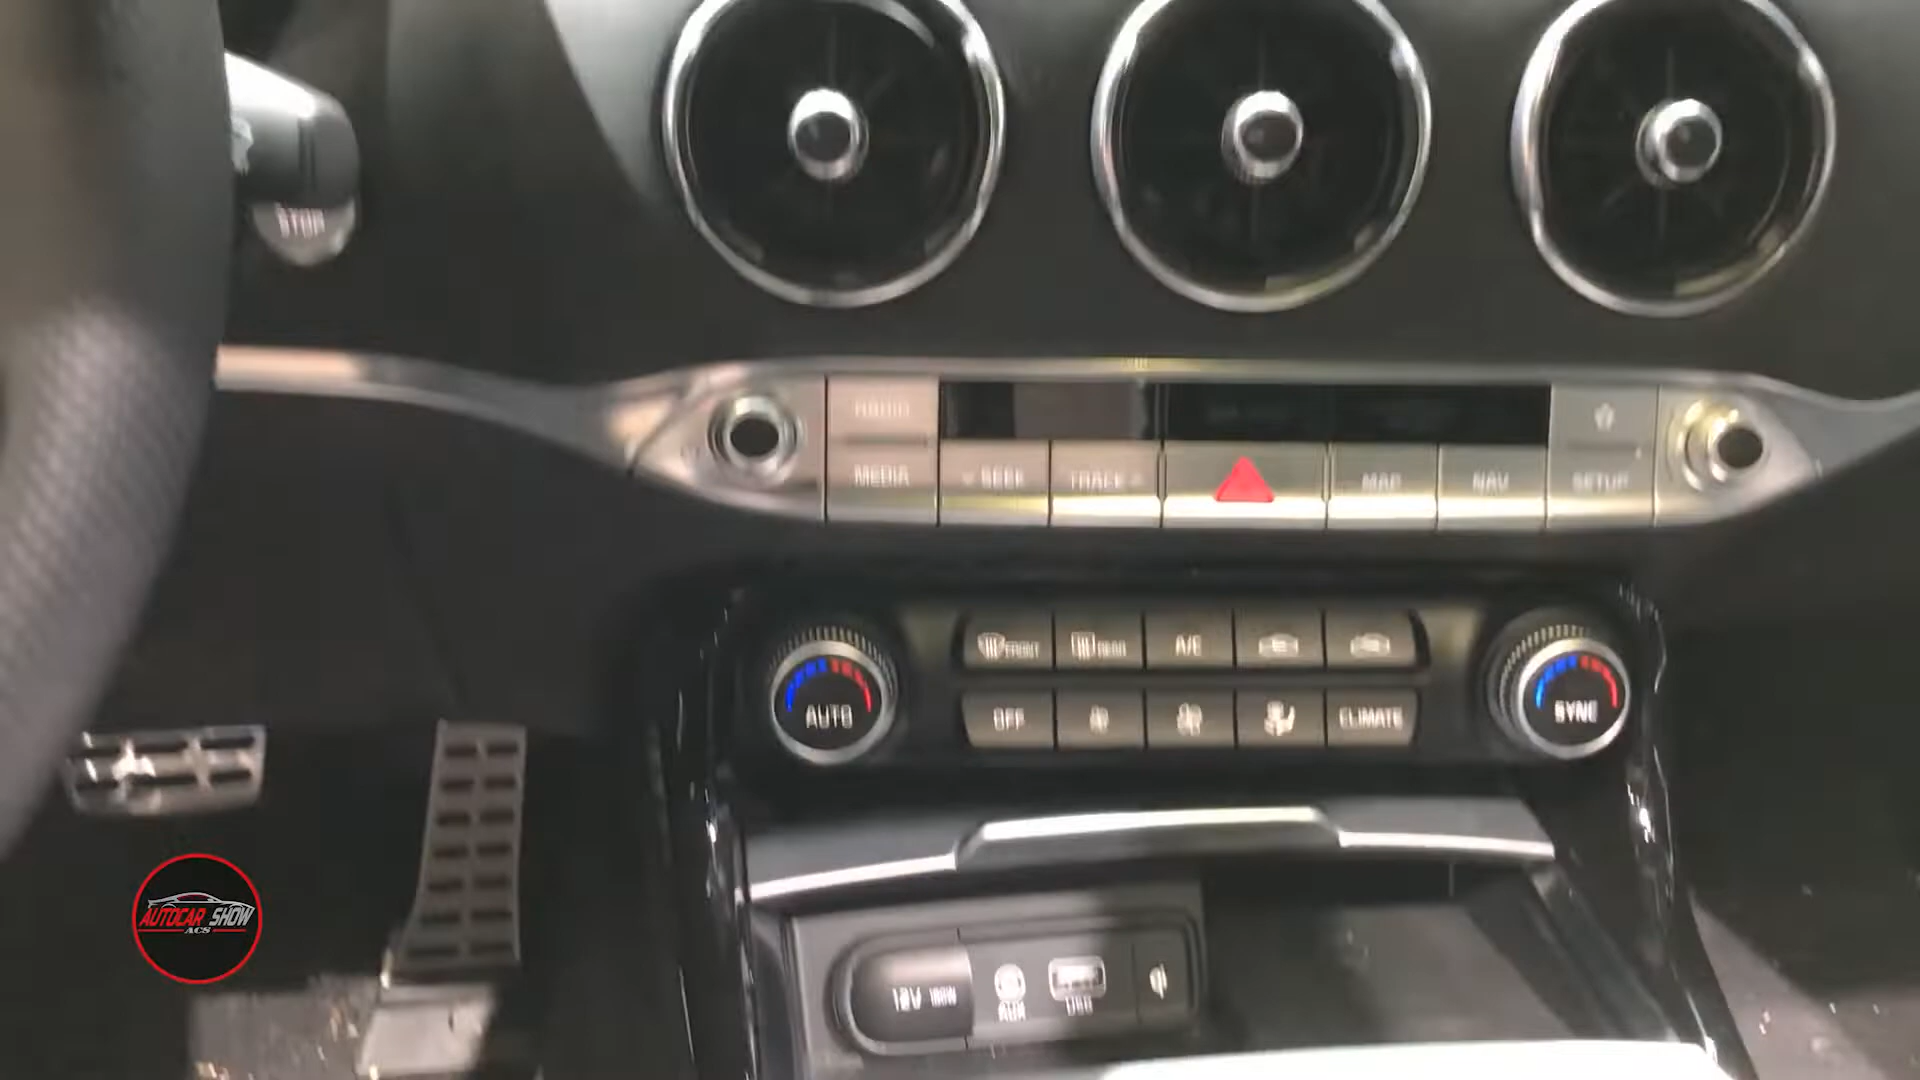 STOP
RADIO
MEDIA
SEEK
TRACK
MAP
NAV
SETUP
FRONT
REAR
AUTO
OFF
CLIMATE
SYNC
AUTOCAR SHOW
ACS
12V 180W
AUX
USB